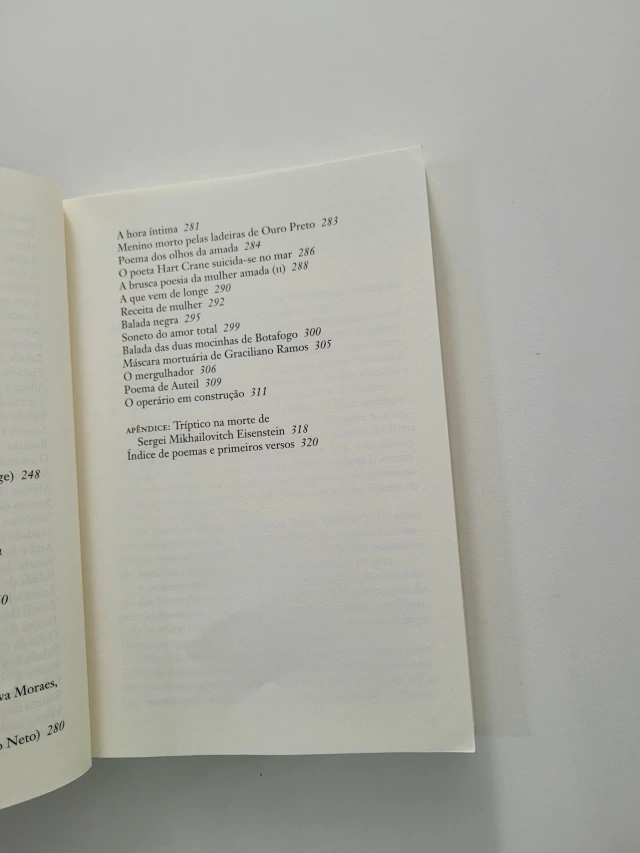 248
va Moraes,
Neto) 280
A hora íntima 281
Menino morto pelas ladeiras de Ouro Preto 283
Poema dos olhos da amada 284
O poeta Hart Crane suicida-se no mar 286
A brusca poesia da mulher amada (II) 288
A que vem de longe 290
Receita de mulher 292
Balada negra 295
Soneto do amor total 299
Balada das duas mocinhas de Botafogo 300
Máscara mortuária de Graciliano Ramos 305
O mergulhador 306
Poema de Auteil 309
O operário em construção 311
APÊNDICE: Tríptico na morte de
Sergei Mikhailovitch Eisenstein 318
Índice de poemas e primeiros versos 320